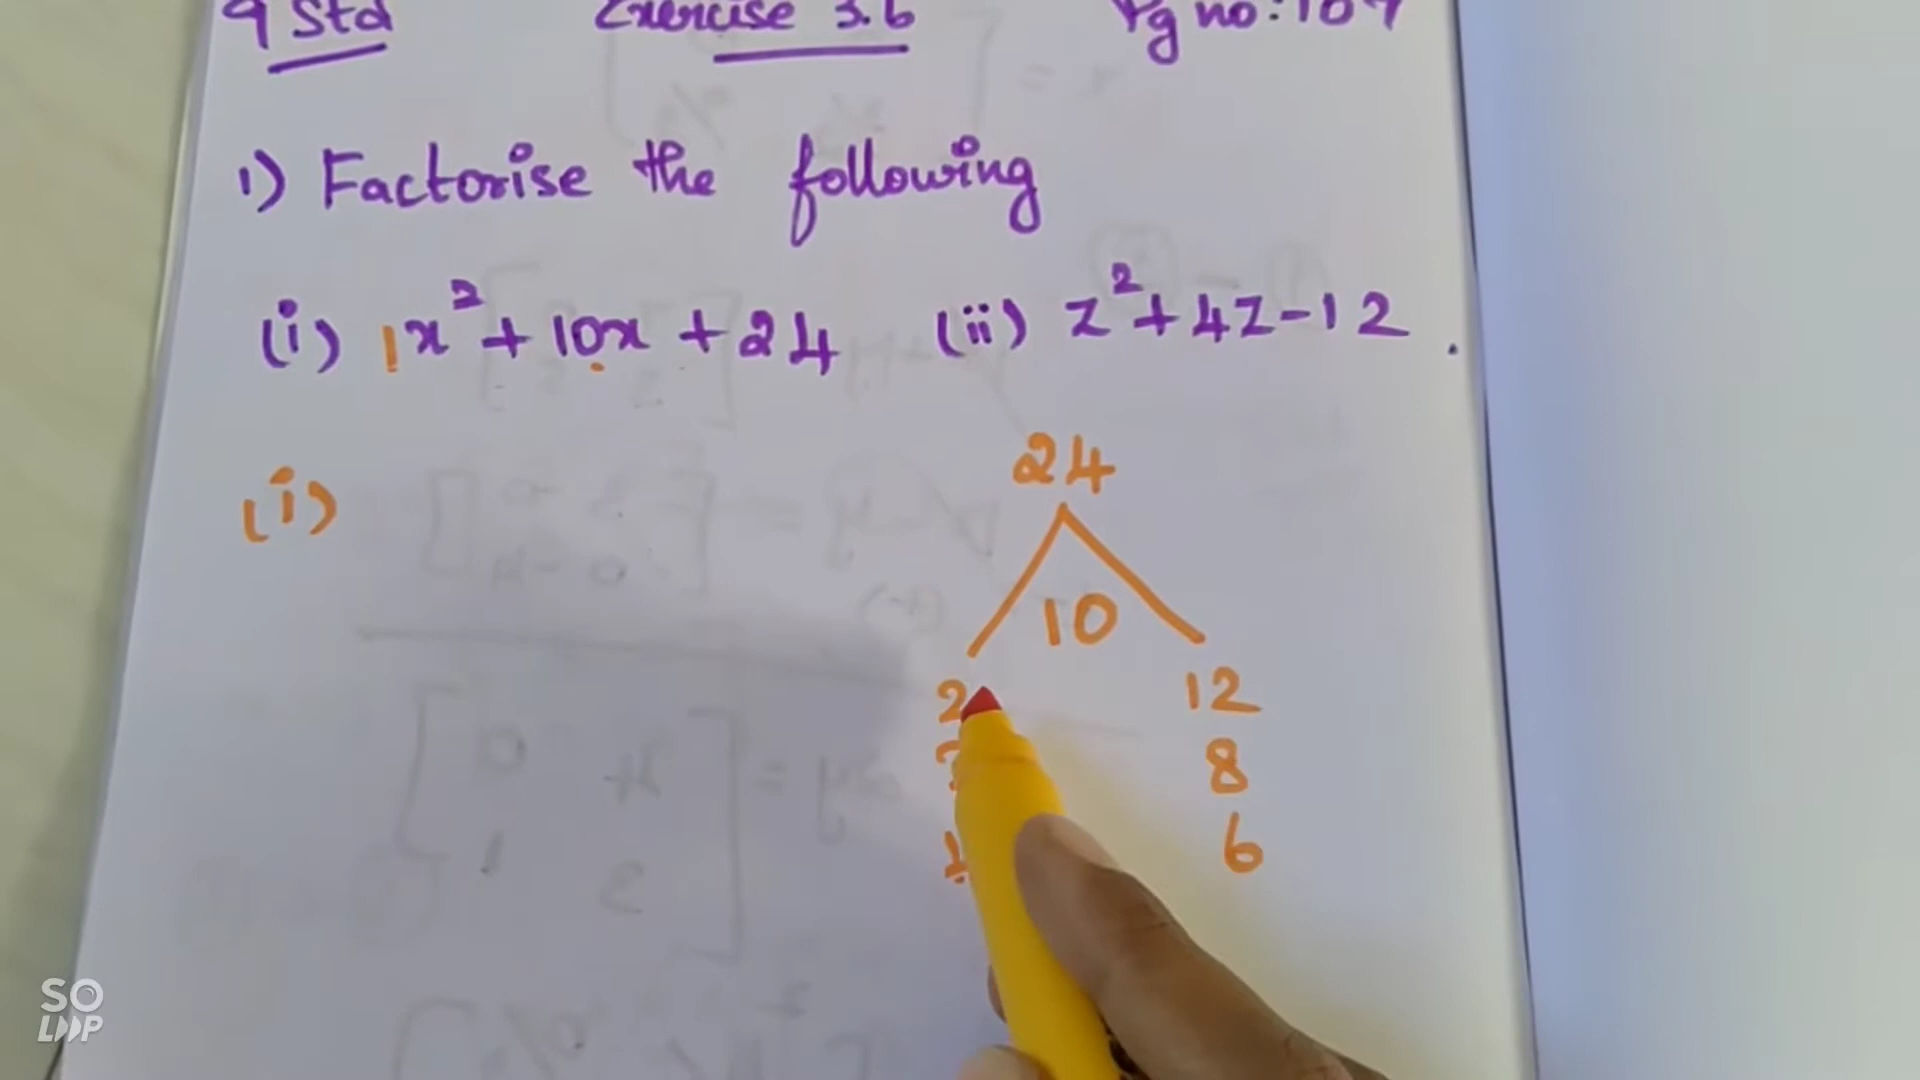 9 Std Exercise 3.6 Pg no: 107
1) Factorise the following
(i) 1x² + 10x + 24 (ii) z² + 4z - 12.
(i)
24
10
2 12
8
6
SO
LOOP